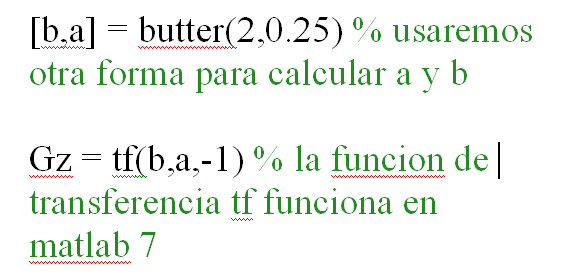 [b,a] = butter(2,0.25) % usaremos
otra forma para calcular a y b
Gz = tf(b,a,-1) % la funcion de
transferencia tf funciona en
matlab 7